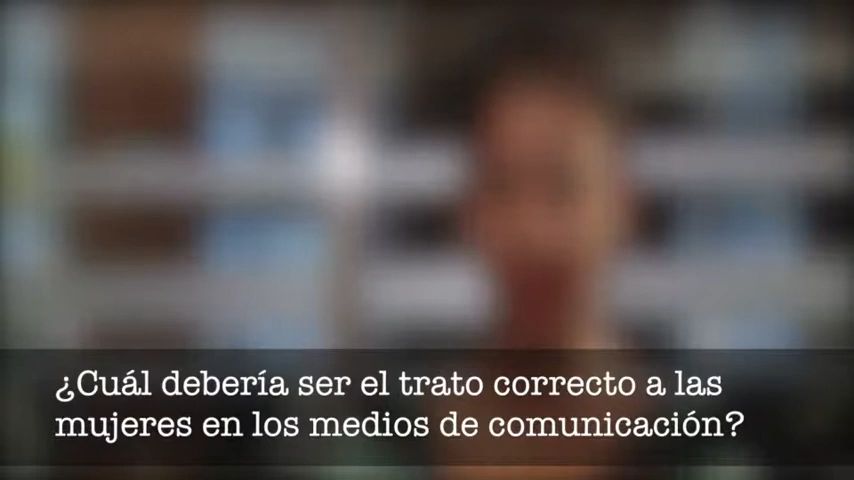 ¿Cuál debería ser el trato correcto a las
mujeres en los medios de comunicación?